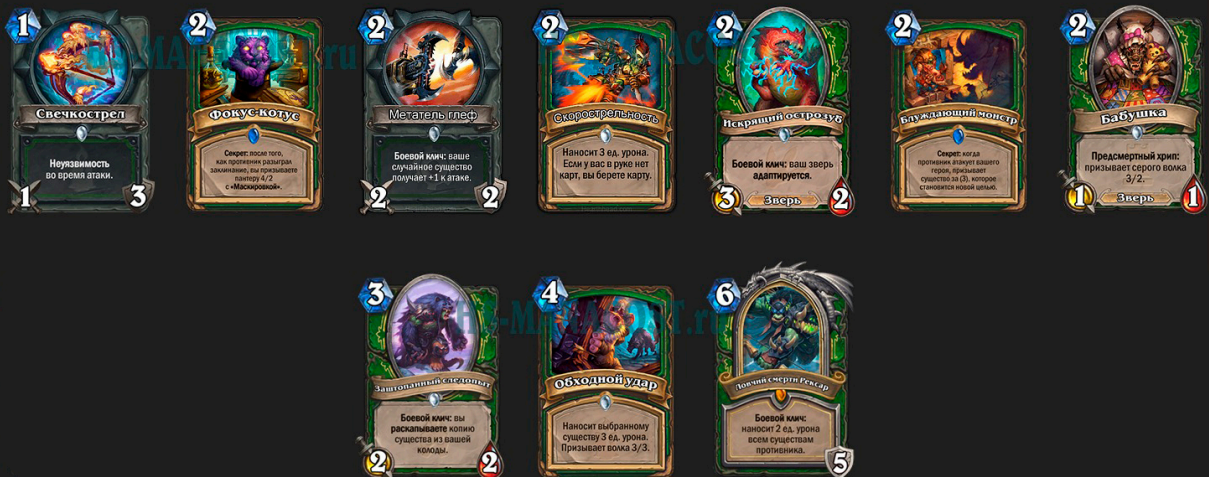 1
Свечкострел
Неуязвимость
во время атаки.
1
3
2
Фокус-котус
Секрет: после того,
как противник разыграл
заклинание, вы призываете
пантеру 4/2
с «Маскировкой».
2
Метатель глеф
Боевой клич: ваше
случайное существо
получает +1 к атаке.
2
2
2
Скорострельность
Наносит 3 ед. урона.
Если у вас в руке нет
карт, вы берете карту.
2
Искрящий острозуб
Боевой клич: ваш зверь
адаптируется.
3
Зверь
2
2
Блуждающий монстр
Секрет: когда
противник атакует вашего
героя, призывает
существо за (3), которое
становится новой целью.
2
Бабушка
Предсмертный хрип:
призывает серого волка
3/2.
1
Зверь
1
3
Заштопанный следопыт
Боевой клич: вы
раскапываете копию
существа из вашей
колоды.
2
2
4
Обходной удар
Наносит выбранному
существу 3 ед. урона.
Призывает волка 3/3.
6
Ловчий смерти Рексар
Боевой клич:
наносит 2 ед. урона
всем существам
противника.
5